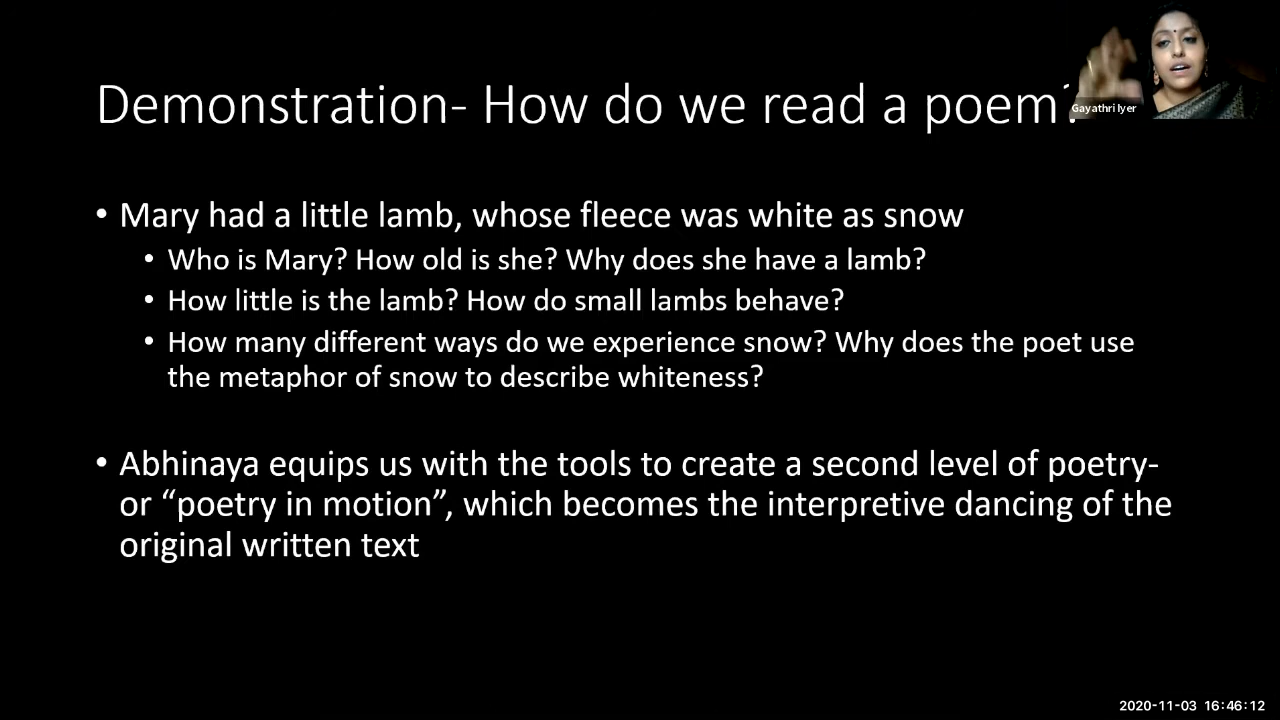 Demonstration- How do we read a poem?
Gayathri Iyer
• Mary had a little lamb, whose fleece was white as snow
• Who is Mary? How old is she? Why does she have a lamb?
• How little is the lamb? How do small lambs behave?
• How many different ways do we experience snow? Why does the poet use
the metaphor of snow to describe whiteness?
• Abhinaya equips us with the tools to create a second level of poetry-
or “poetry in motion”, which becomes the interpretive dancing of the
original written text
2020-11-03 16:46:12